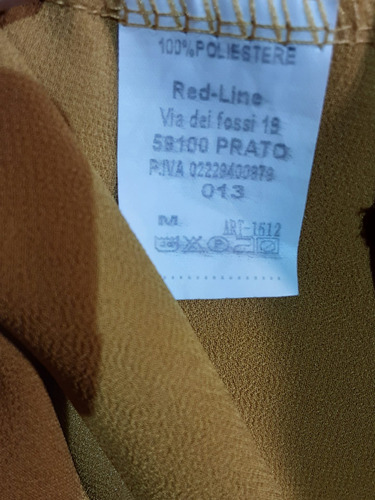 100%POLIESTERE
Red-Line
Via dei fossi 19
59100 PRATO
P.IVA 02229400979
013
M ART-1612